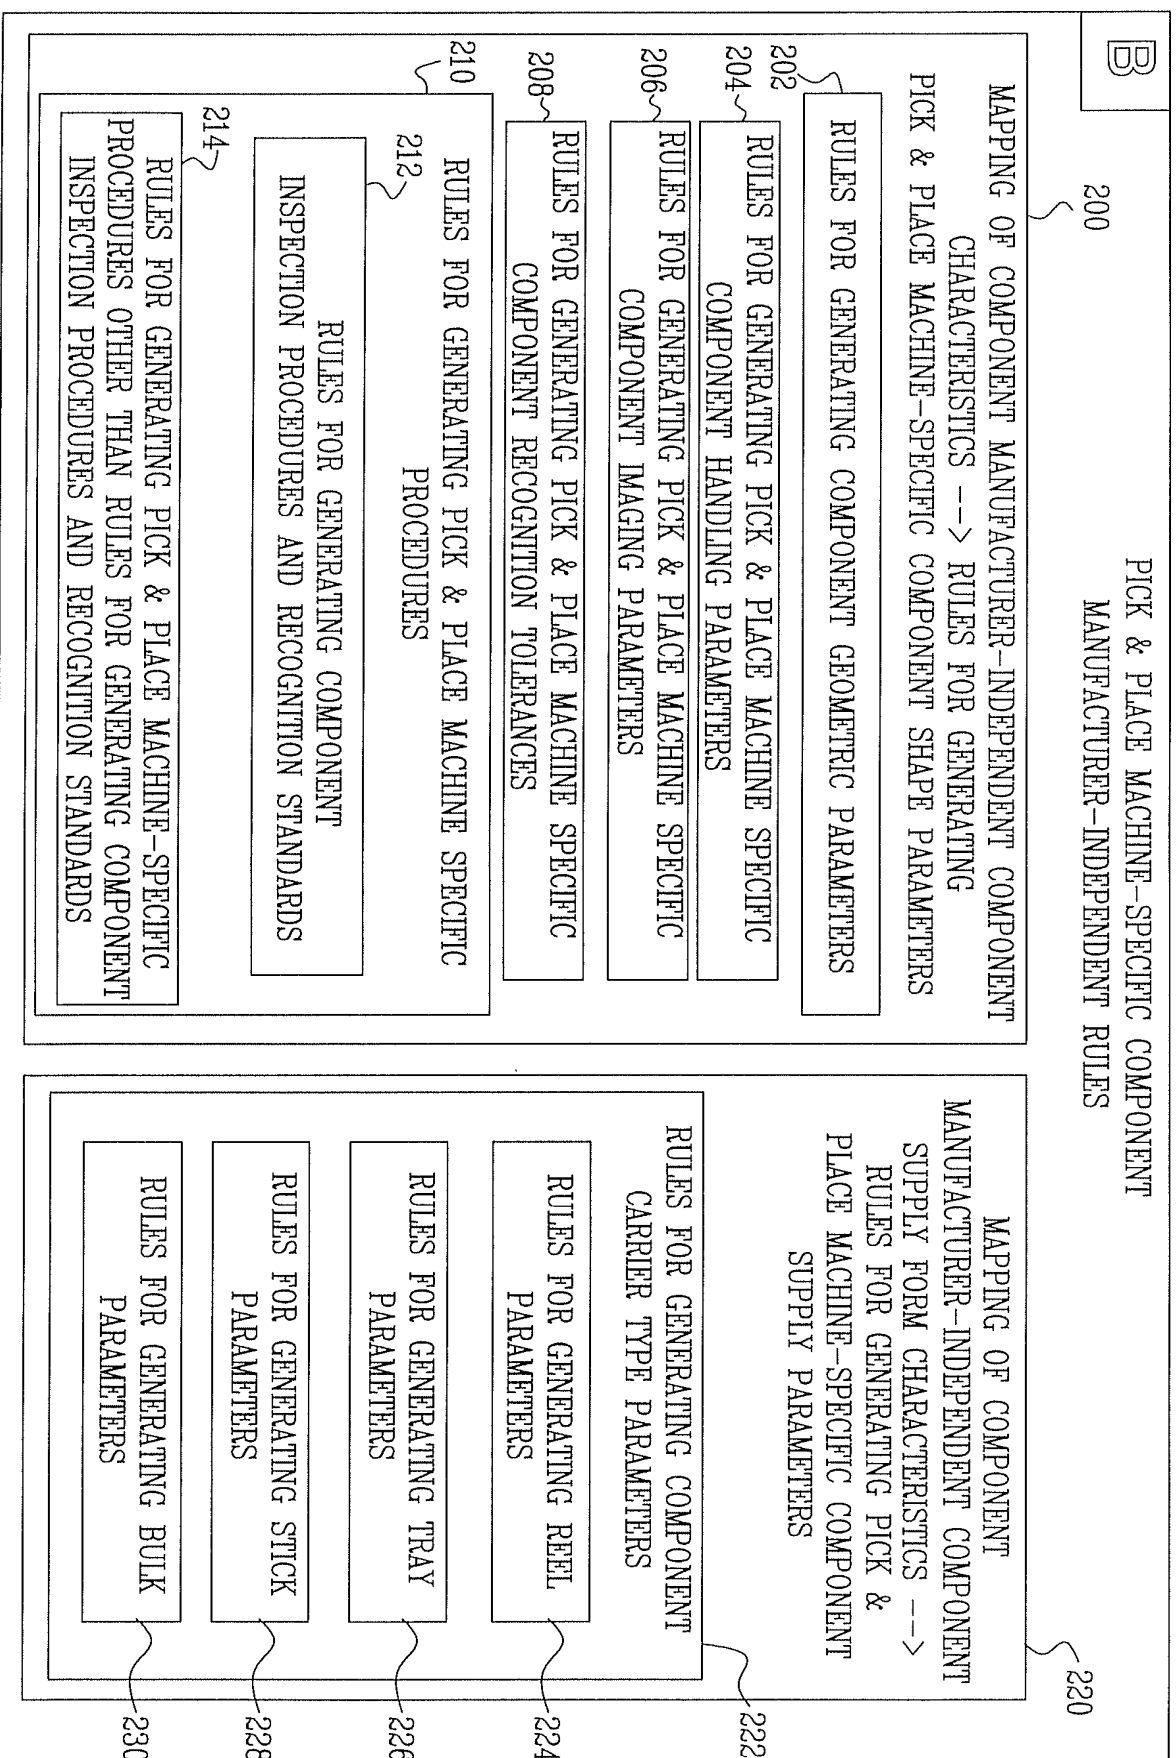 B
PICK & PLACE MACHINE-SPECIFIC COMPONENT
MANUFACTURER-INDEPENDENT RULES
200
MAPPING OF COMPONENT MANUFACTURER-INDEPENDENT COMPONENT
CHARACTERISTICS --> RULES FOR GENERATING
PICK & PLACE MACHINE-SPECIFIC COMPONENT SHAPE PARAMETERS
202
RULES FOR GENERATING COMPONENT GEOMETRIC PARAMETERS
204
RULES FOR GENERATING PICK & PLACE MACHINE SPECIFIC
COMPONENT HANDLING PARAMETERS
206
RULES FOR GENERATING PICK & PLACE MACHINE SPECIFIC
COMPONENT IMAGING PARAMETERS
208
RULES FOR GENERATING PICK & PLACE MACHINE SPECIFIC
COMPONENT RECOGNITION TOLERANCES
210
RULES FOR GENERATING PICK & PLACE MACHINE SPECIFIC
PROCEDURES
212
RULES FOR GENERATING COMPONENT
INSPECTION PROCEDURES AND RECOGNITION STANDARDS
214
RULES FOR GENERATING PICK & PLACE MACHINE-SPECIFIC
PROCEDURES OTHER THAN RULES FOR GENERATING COMPONENT
INSPECTION PROCEDURES AND RECOGNITION STANDARDS
220
MAPPING OF COMPONENT
MANUFACTURER-INDEPENDENT COMPONENT
SUPPLY FORM CHARACTERISTICS -->
RULES FOR GENERATING PICK &
PLACE MACHINE-SPECIFIC COMPONENT
SUPPLY PARAMETERS
222
RULES FOR GENERATING COMPONENT
CARRIER TYPE PARAMETERS
224
RULES FOR GENERATING REEL
PARAMETERS
226
RULES FOR GENERATING TRAY
PARAMETERS
228
RULES FOR GENERATING STICK
PARAMETERS
230
RULES FOR GENERATING BULK
PARAMETERS